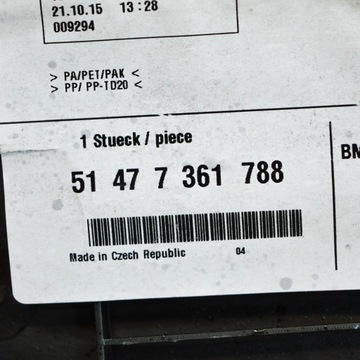 21.10.15 13:28
009294
> PA/PET/PAK <
> PP/ PP-TD20 <
1 Stueck / piece
51 47 7 361 788
BM
Made in Czech Republic 04